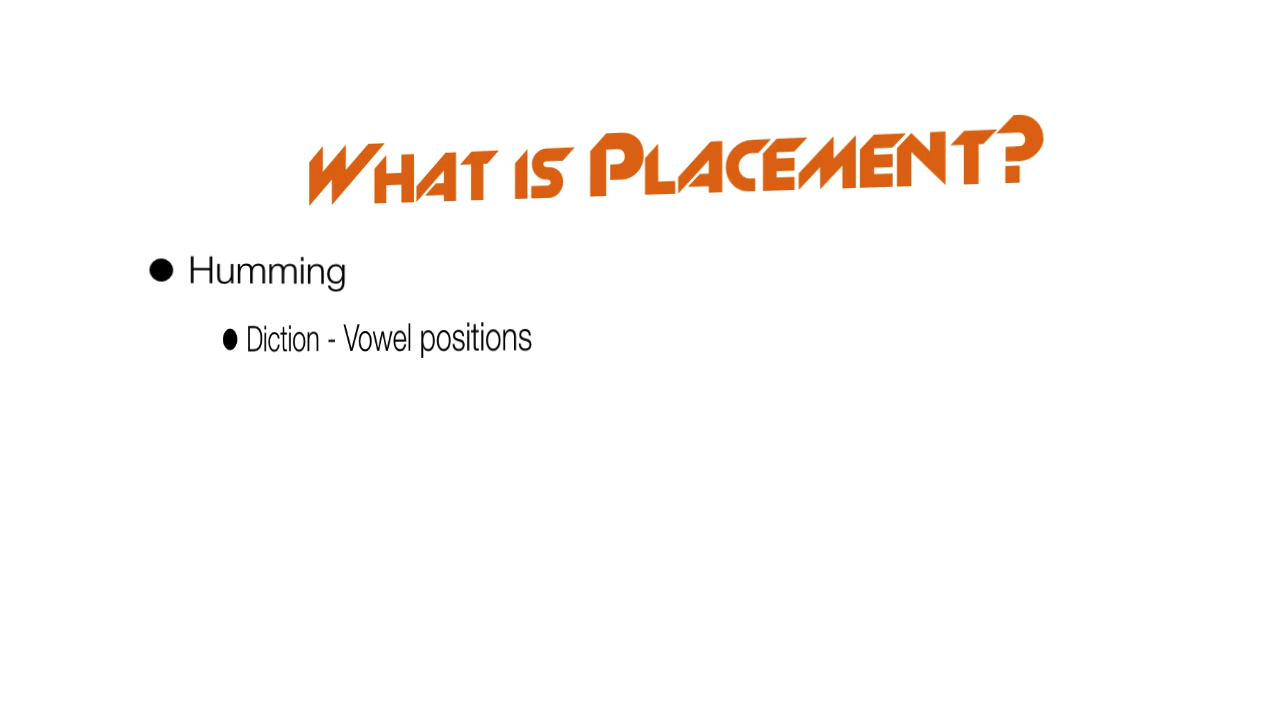 What is Placement?
● Humming
● Diction - Vowel positions